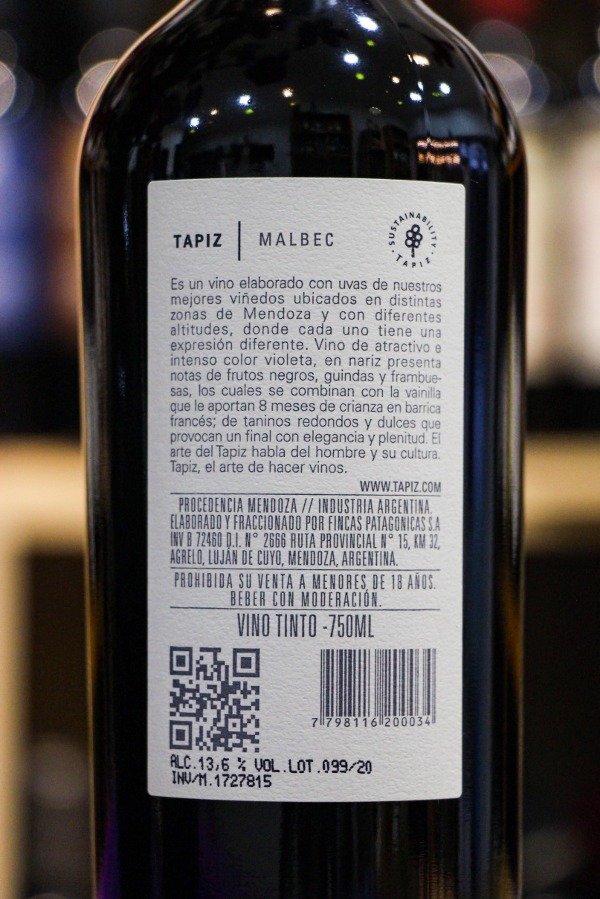 TAPIZ | MALBEC
SUSTAINABILITY · TAPIZ ·
Es un vino elaborado con uvas de nuestros
mejores viñedos ubicados en distintas
zonas de Mendoza y con diferentes
altitudes, donde cada uno tiene una
expresión diferente. Vino de atractivo e
intenso color violeta, en nariz presenta
notas de frutos negros, guindas y frambue-
sas, los cuales se combinan con la vainilla
que le aportan 8 meses de crianza en barrica
francés; de taninos redondos y dulces que
provocan un final con elegancia y plenitud. El
arte del Tapiz habla del hombre y su cultura.
Tapiz, el arte de hacer vinos.
WWW.TAPIZ.COM
PROCEDENCIA MENDOZA // INDUSTRIA ARGENTINA.
ELABORADO Y FRACCIONADO POR FINCAS PATAGONICAS S.A
INV B 72460 D.I. N° 2666 RUTA PROVINCIAL N° 15, KM 32,
AGRELO, LUJÁN DE CUYO, MENDOZA, ARGENTINA.
PROHIBIDA SU VENTA A MENORES DE 18 AÑOS.
BEBER CON MODERACIÓN.
VINO TINTO -750ML
7 798116 200034
ALC.13,6 % VOL.LOT.099/20
INV/M.1727815